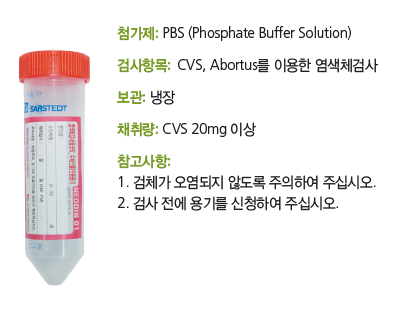 첨가제: PBS (Phosphate Buffer Solution)
검사항목: CVS, Abortus를 이용한 염색체검사
보관: 냉장
채취량: CVS 20mg 이상
참고사항:
1. 검체가 오염되지 않도록 주의하여 주십시오.
2. 검사 전에 용기를 신청하여 주십시오.
SARSTEDT